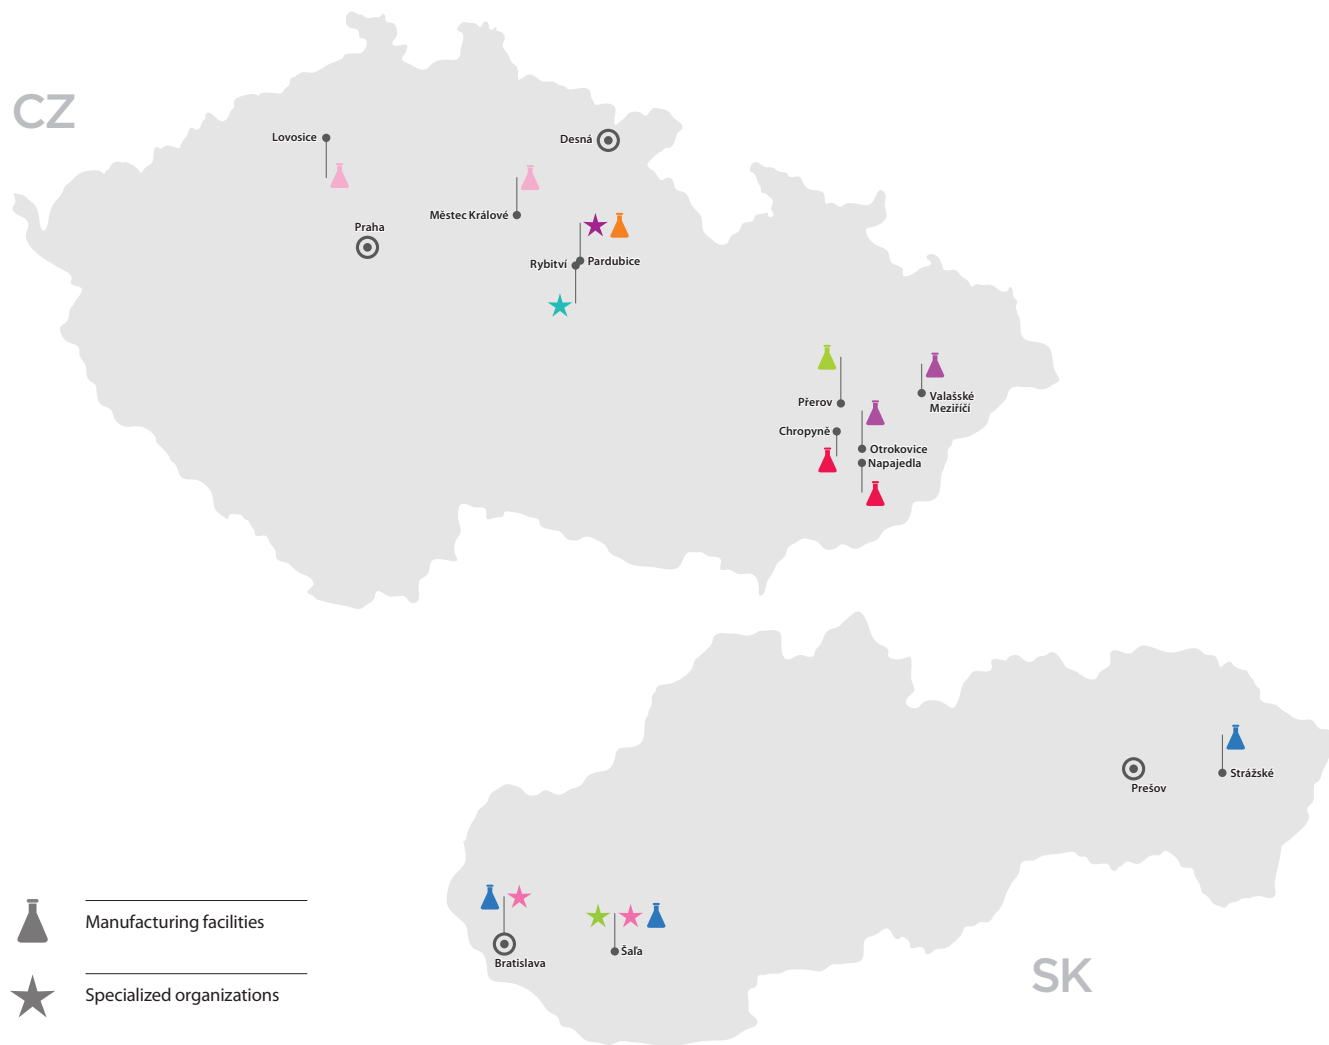 CZ
Lovosice
Desná
Městec Králové
Praha
Rybitví
Pardubice
Přerov
Valašské
Meziříčí
Chropyně
Otrokovice
Napajedla
Strážské
Prešov
Manufacturing facilities
Šaľa
Bratislava
SK
Specialized organizations